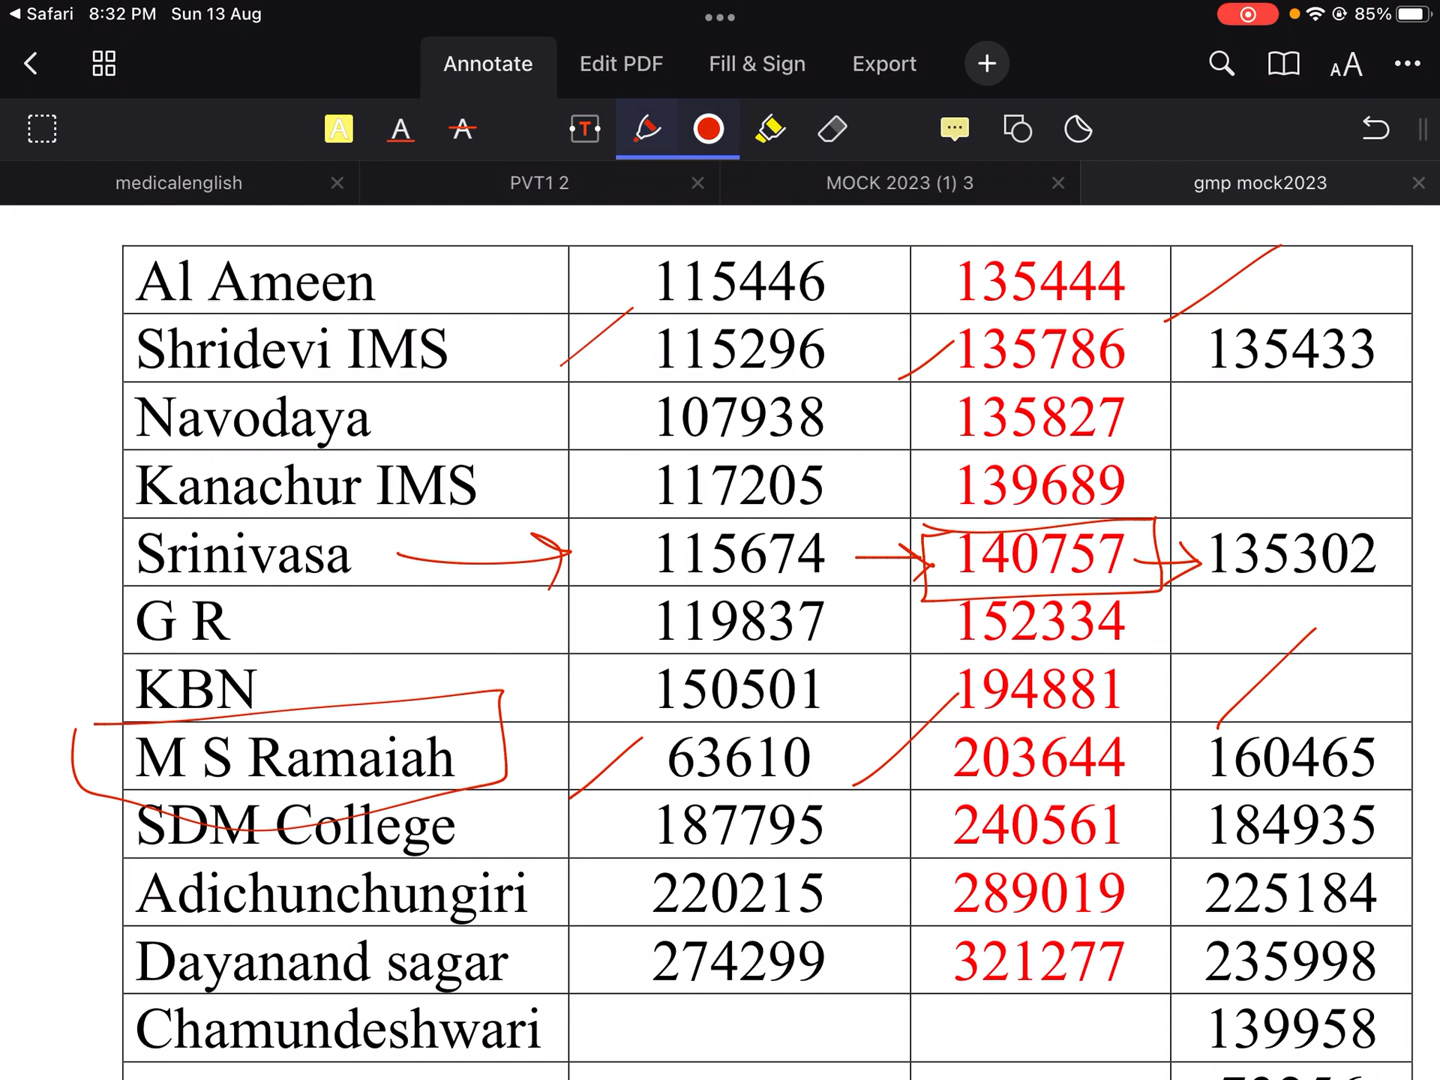 Safari 8:32 PM Sun 13 Aug 85%
Annotate Edit PDF Fill & Sign Export
medicalenglish PVT1 2 MOCK 2023 (1) 3 gmp mock2023
Al Ameen 115446 135444
Shridevi IMS 115296 135786 135433
Navodaya 107938 135827
Kanachur IMS 117205 139689
Srinivasa 115674 140757 135302
G R 119837 152334
KBN 150501 194881
M S Ramaiah 63610 203644 160465
SDM College 187795 240561 184935
Adichunchungiri 220215 289019 225184
Dayanand sagar 274299 321277 235998
Chamundeshwari 139958